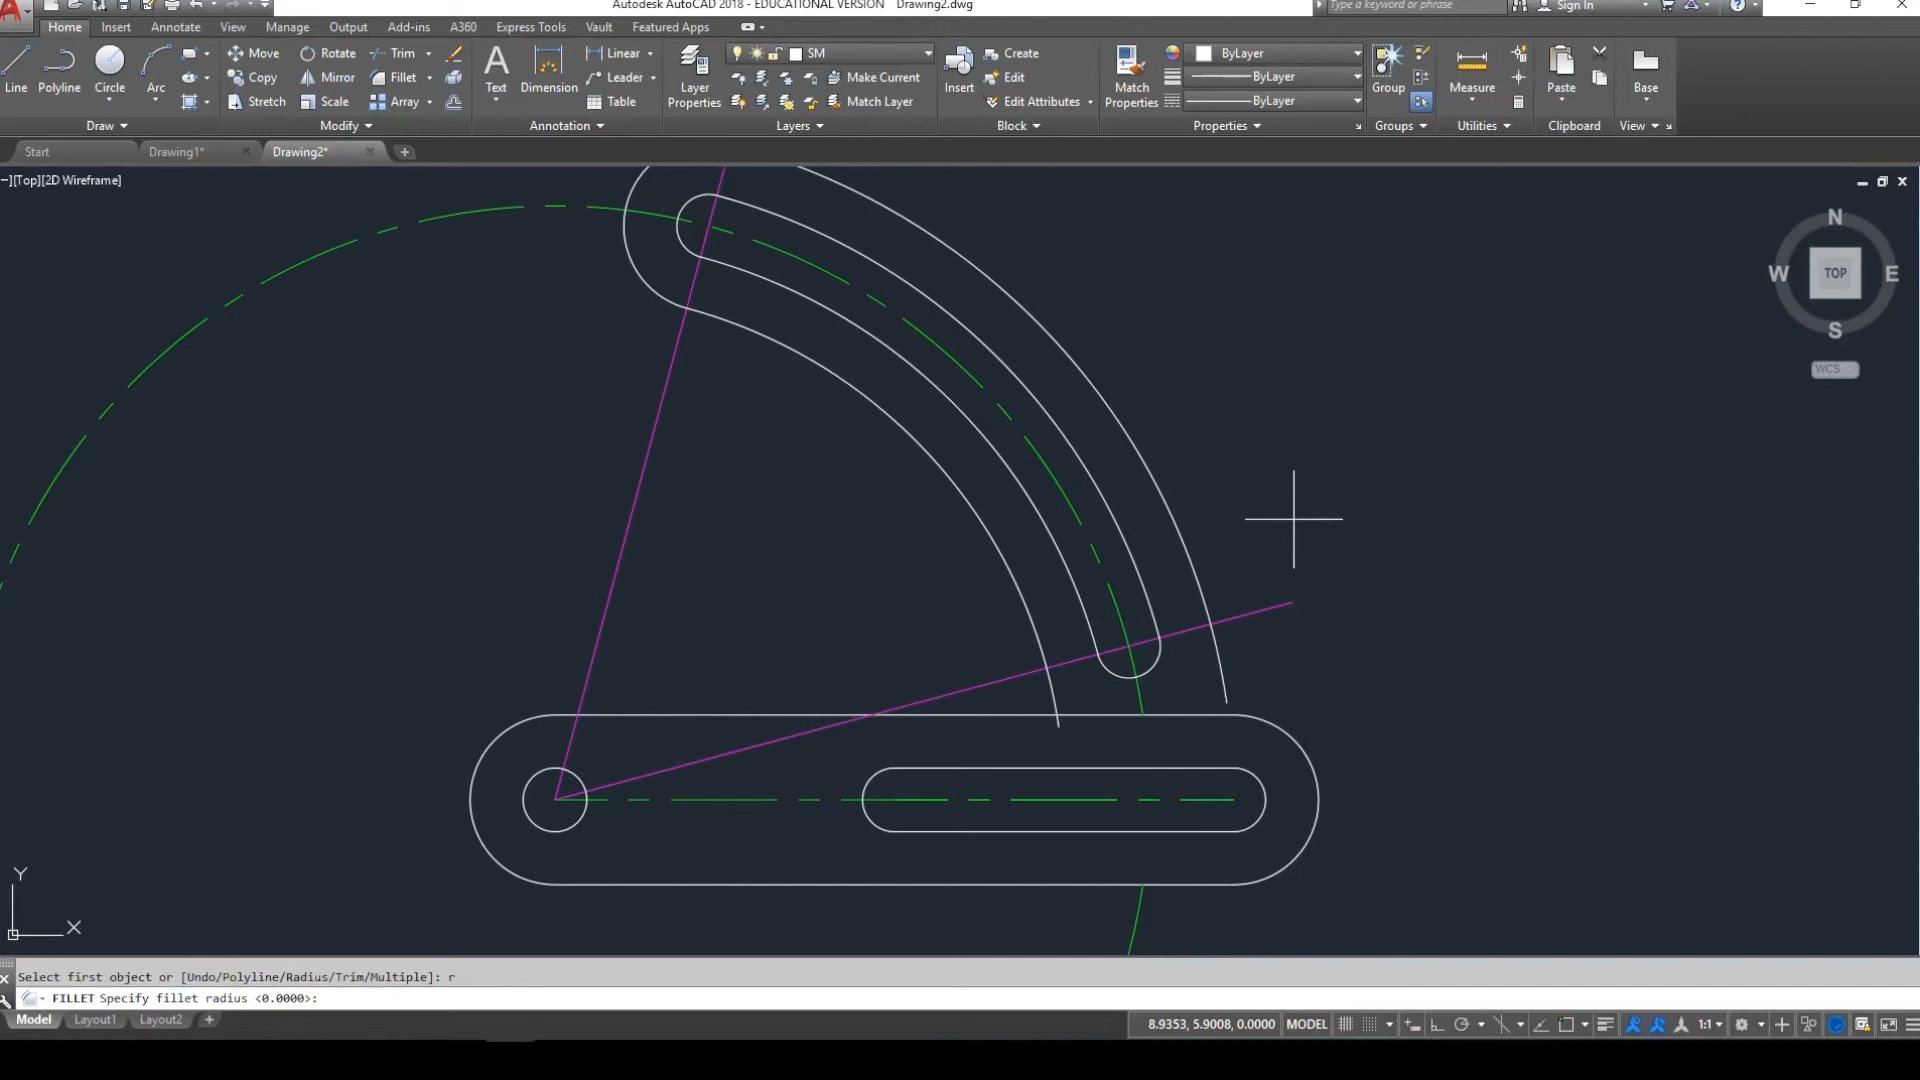 Autodesk AutoCAD 2018 - EDUCATIONAL VERSION Drawing2.dwg
Type a keyword or phrase
Sign In
Home Insert Annotate View Manage Output Add-ins A360 Express Tools Vault Featured Apps
Line Polyline Circle Arc
Move Rotate Trim
Copy Mirror Fillet
Stretch Scale Array
Text Dimension
Linear
Leader
Table
Layer Properties
SM
Make Current
Match Layer
Insert
Create
Edit
Edit Attributes
Match Properties
ByLayer
ByLayer
ByLayer
Group Measure Paste Base
Draw Modify Annotation Layers Block Properties Groups Utilities Clipboard View
Start Drawing1* Drawing2*
−][Top][2D Wireframe]
N
W TOP E
S
WCS
Y
X
Select first object or [Undo/Polyline/Radius/Trim/Multiple]: r
FILLET Specify fillet radius <0.0000>:
Model Layout1 Layout2 +
8.9353, 5.9008, 0.0000 MODEL 1:1